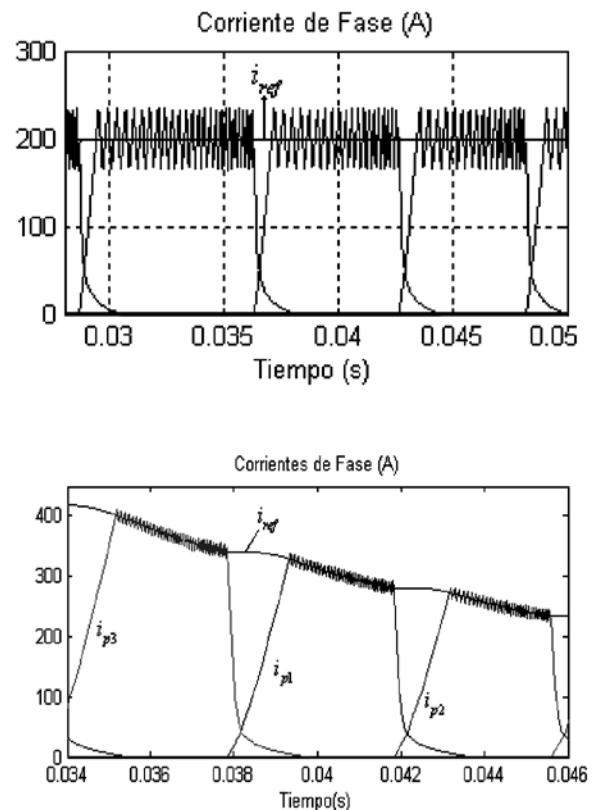 Corriente de Fase (A)
300
i_ref
200
100
0
0.03 0.035 0.04 0.045 0.05
Tiempo (s)
Corrientes de Fase (A)
400
i_ref
300
200
i_p3
i_p1
i_p2
100
0
0.034 0.036 0.038 0.04 0.042 0.044 0.046
Tiempo(s)